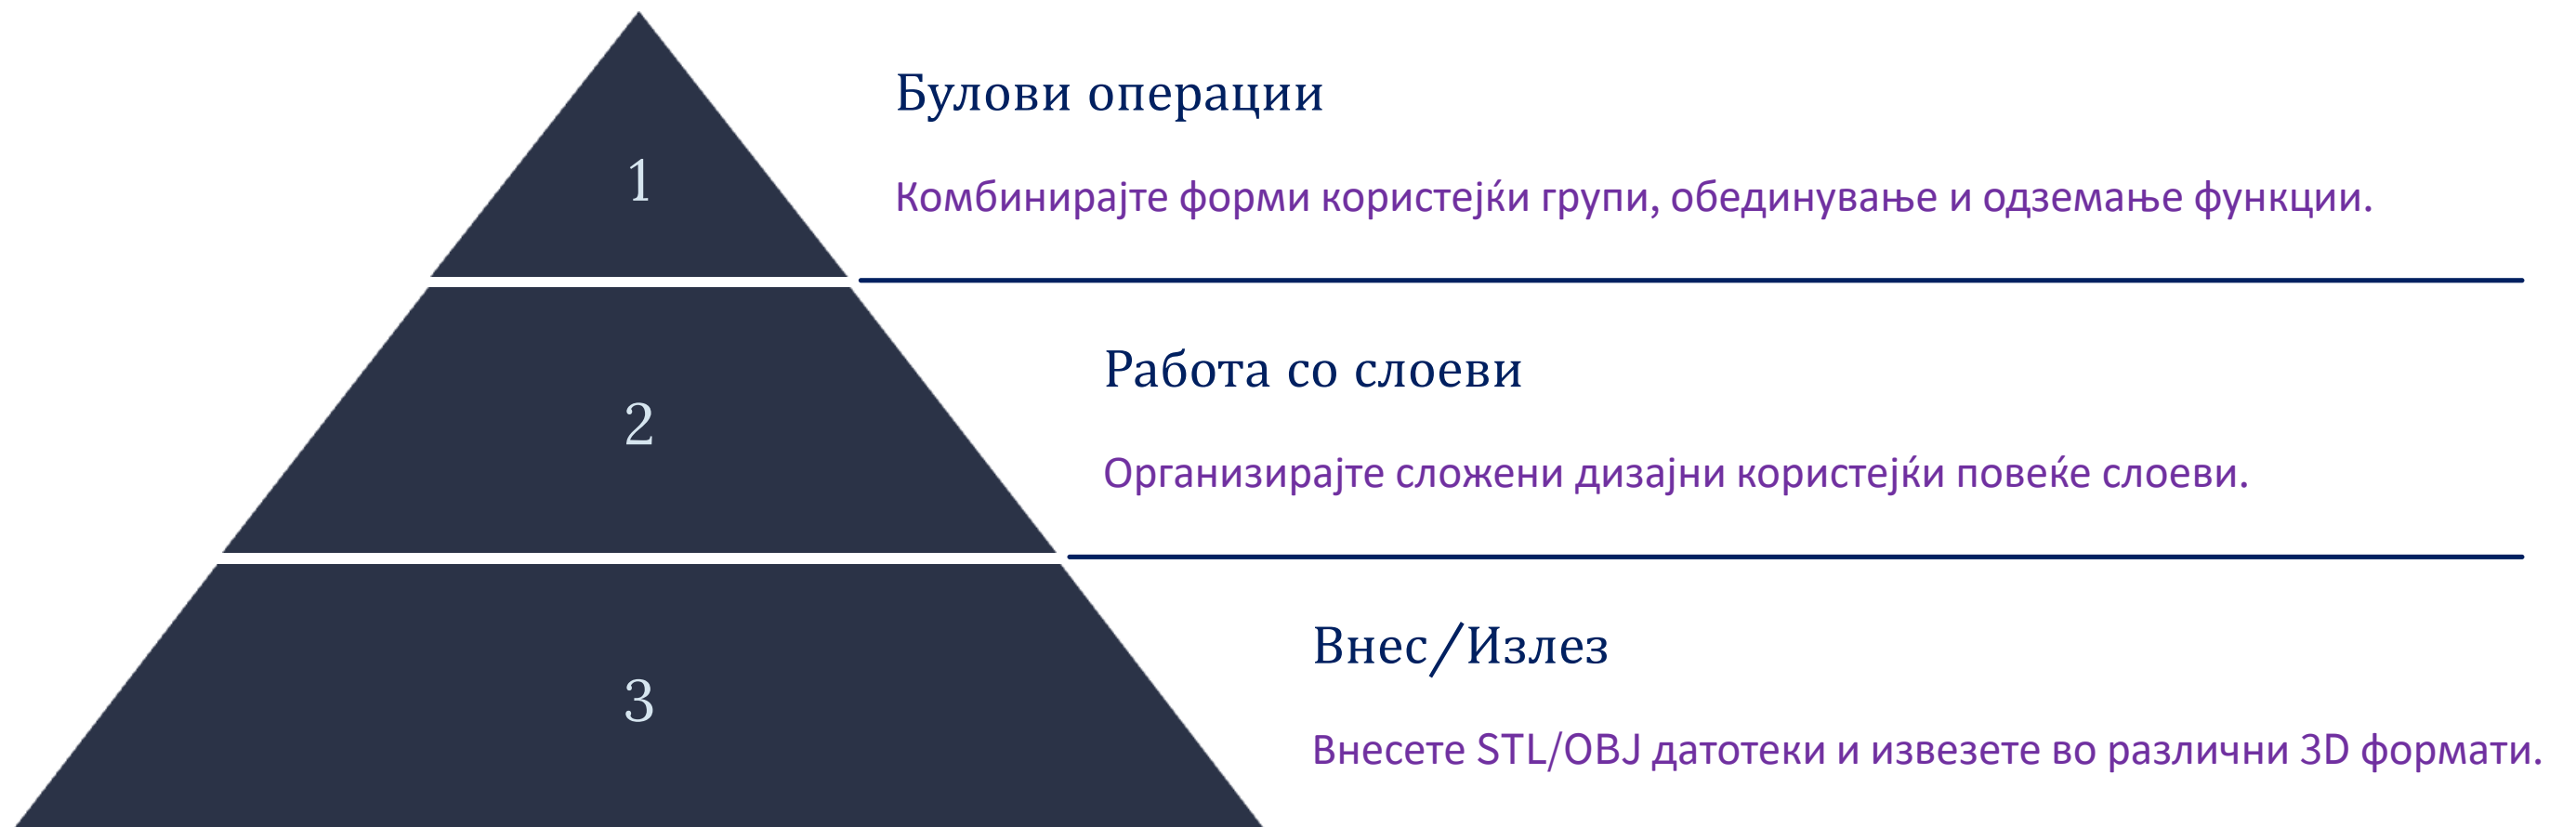 1
Булови операции
Комбинирајте форми користејќи групи, обединување и одземање функции.
2
Работа со слоеви
Организирајте сложени дизајни користејќи повеќе слоеви.
3
Внес/Излез
Внесете STL/OBJ датотеки и извезете во различни 3D формати.